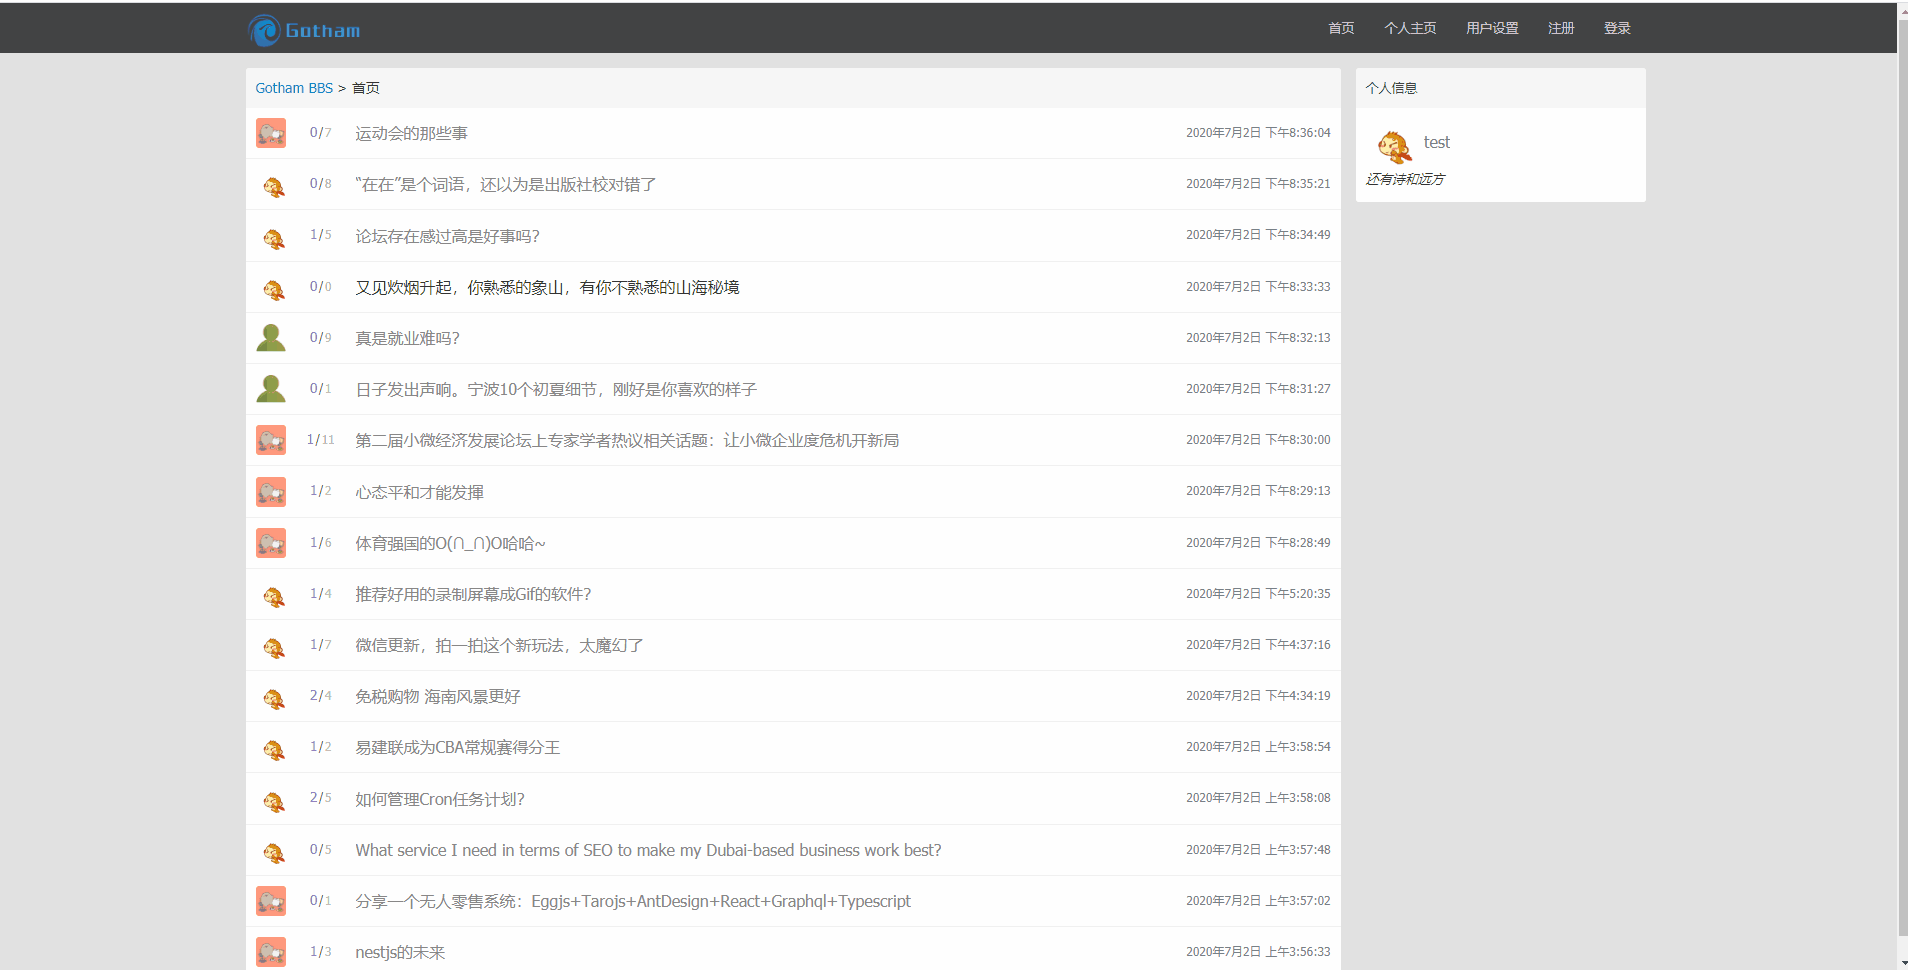 Gotham 首页 个人主页 用户设置 注册 登录
Gotham BBS > 首页
0/7 运动会的那些事 2020年7月2日 下午8:36:04
0/8 “在在”是个词语，还以为是出版社校对错了 2020年7月2日 下午8:35:21
1/5 论坛存在感过高是好事吗？ 2020年7月2日 下午8:34:49
0/0 又见炊烟升起，你熟悉的象山，有你不熟悉的山海秘境 2020年7月2日 下午8:33:33
0/9 真是就业难吗？ 2020年7月2日 下午8:32:13
0/1 日子发出声响。宁波10个初夏细节，刚好是你喜欢的样子 2020年7月2日 下午8:31:27
1/11 第二届小微经济发展论坛上专家学者热议相关话题：让小微企业度危机开新局 2020年7月2日 下午8:30:00
1/2 心态平和才能发揮 2020年7月2日 下午8:29:13
1/6 体育强国的O(∩_∩)O哈哈~ 2020年7月2日 下午8:28:49
1/4 推荐好用的录制屏幕成Gif的软件？ 2020年7月2日 下午5:20:35
1/7 微信更新，拍一拍这个新玩法，太魔幻了 2020年7月2日 下午4:37:16
2/4 免税购物 海南风景更好 2020年7月2日 下午4:34:19
1/2 易建联成为CBA常规赛得分王 2020年7月2日 上午3:58:54
2/5 如何管理Cron任务计划？ 2020年7月2日 上午3:58:08
0/5 What service I need in terms of SEO to make my Dubai-based business work best? 2020年7月2日 上午3:57:48
0/1 分享一个无人零售系统：Eggjs+Tarojs+AntDesign+React+Graphql+Typescript 2020年7月2日 上午3:57:02
1/3 nestjs的未来 2020年7月2日 上午3:56:33
个人信息
test
还有诗和远方